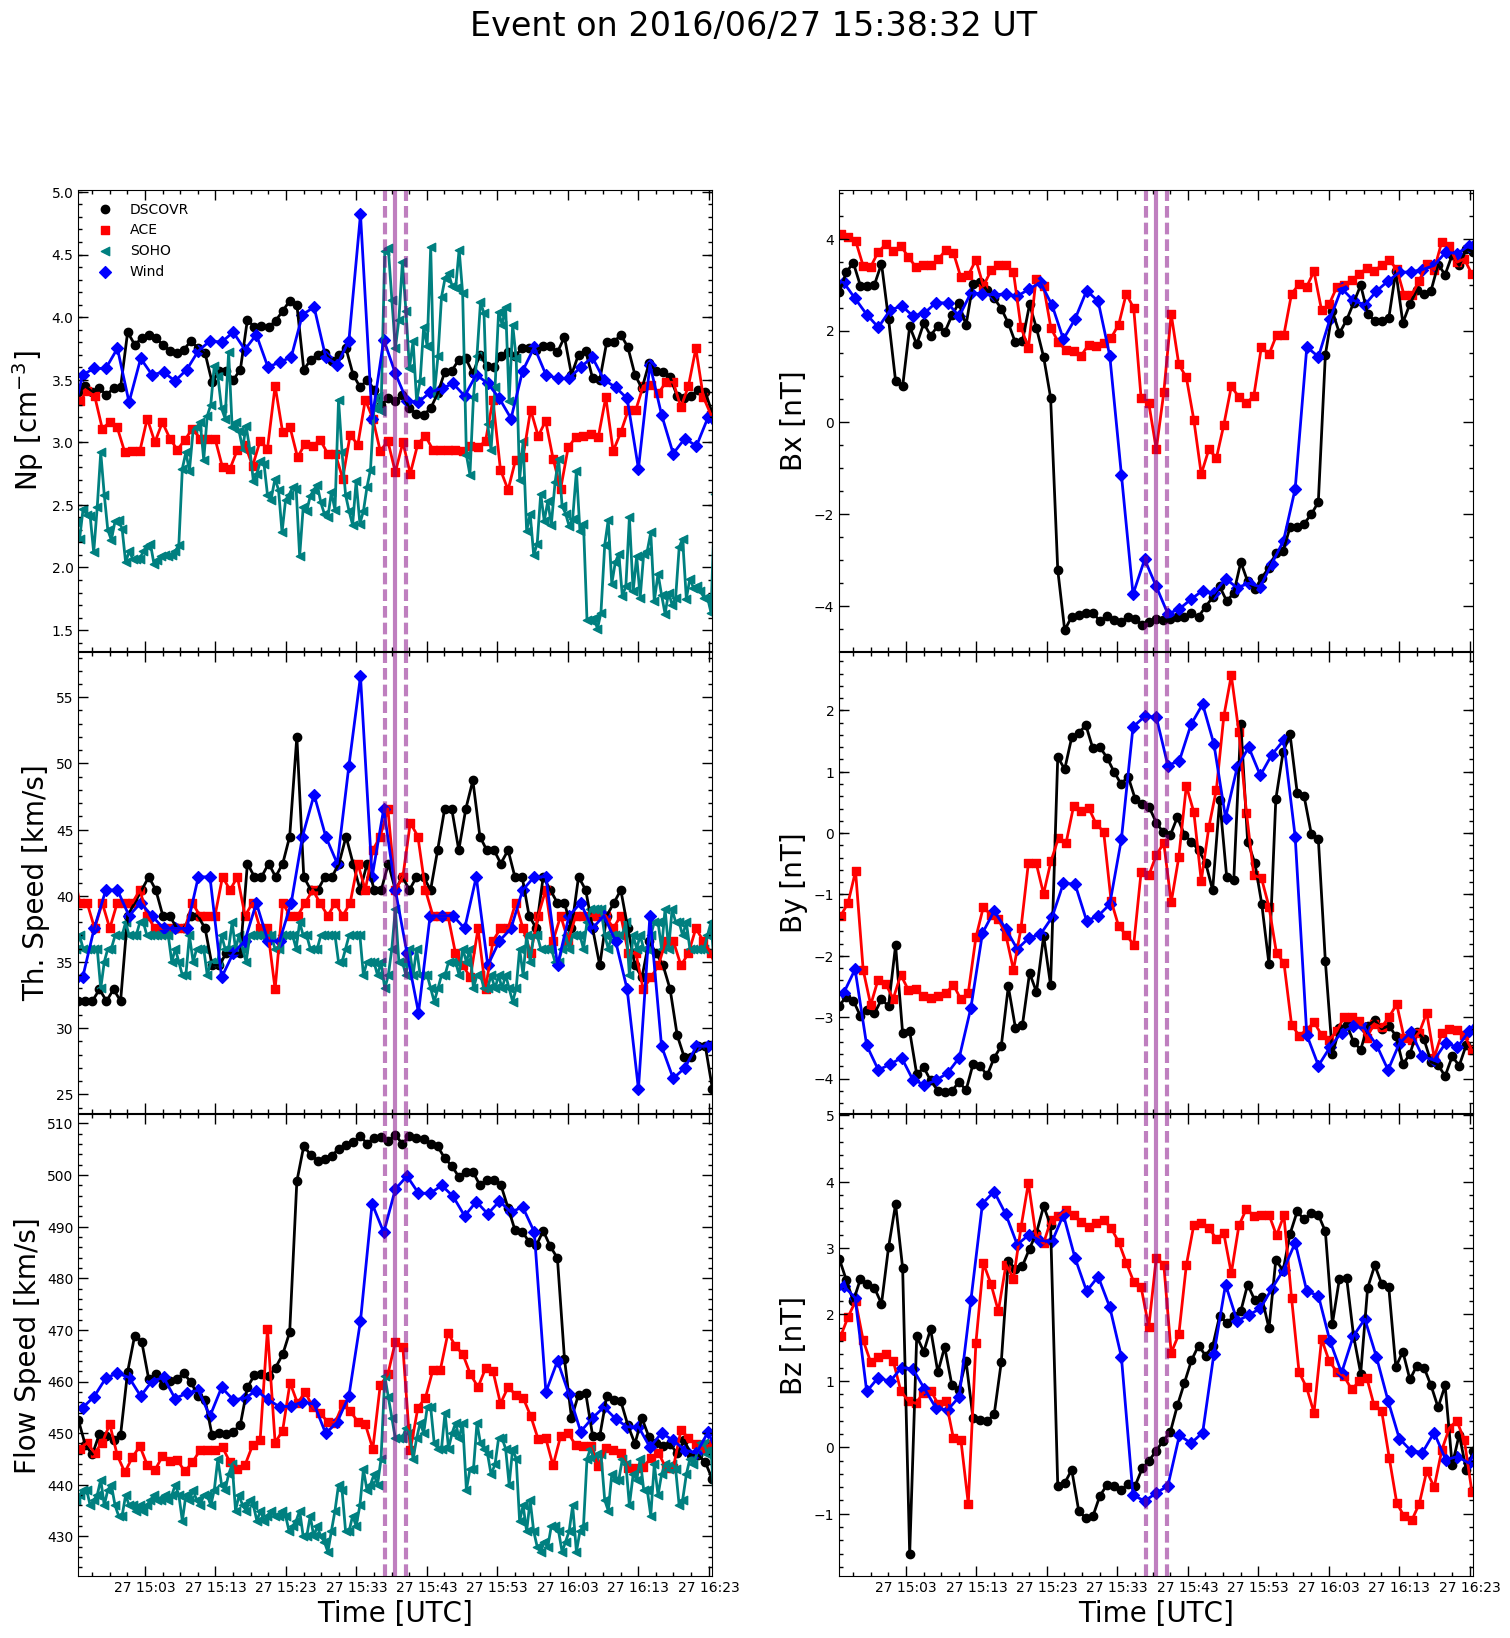 Event on 2016/06/27 15:38:32 UT
5.0
4.5
4.0
3.5
3.0
2.5
2.0
1.5
Np [cm⁻³]
DSCOVR
ACE
SOHO
Wind
4
2
0
−2
−4
Bx [nT]
55
50
45
40
35
30
25
Th. Speed [km/s]
2
1
0
−1
−2
−3
−4
By [nT]
510
500
490
480
470
460
450
440
430
Flow Speed [km/s]
5
4
3
2
1
0
−1
Bz [nT]
27 15:03 27 15:13 27 15:23 27 15:33 27 15:43 27 15:53 27 16:03 27 16:13 27 16:23
Time [UTC]
27 15:03 27 15:13 27 15:23 27 15:33 27 15:43 27 15:53 27 16:03 27 16:13 27 16:23
Time [UTC]